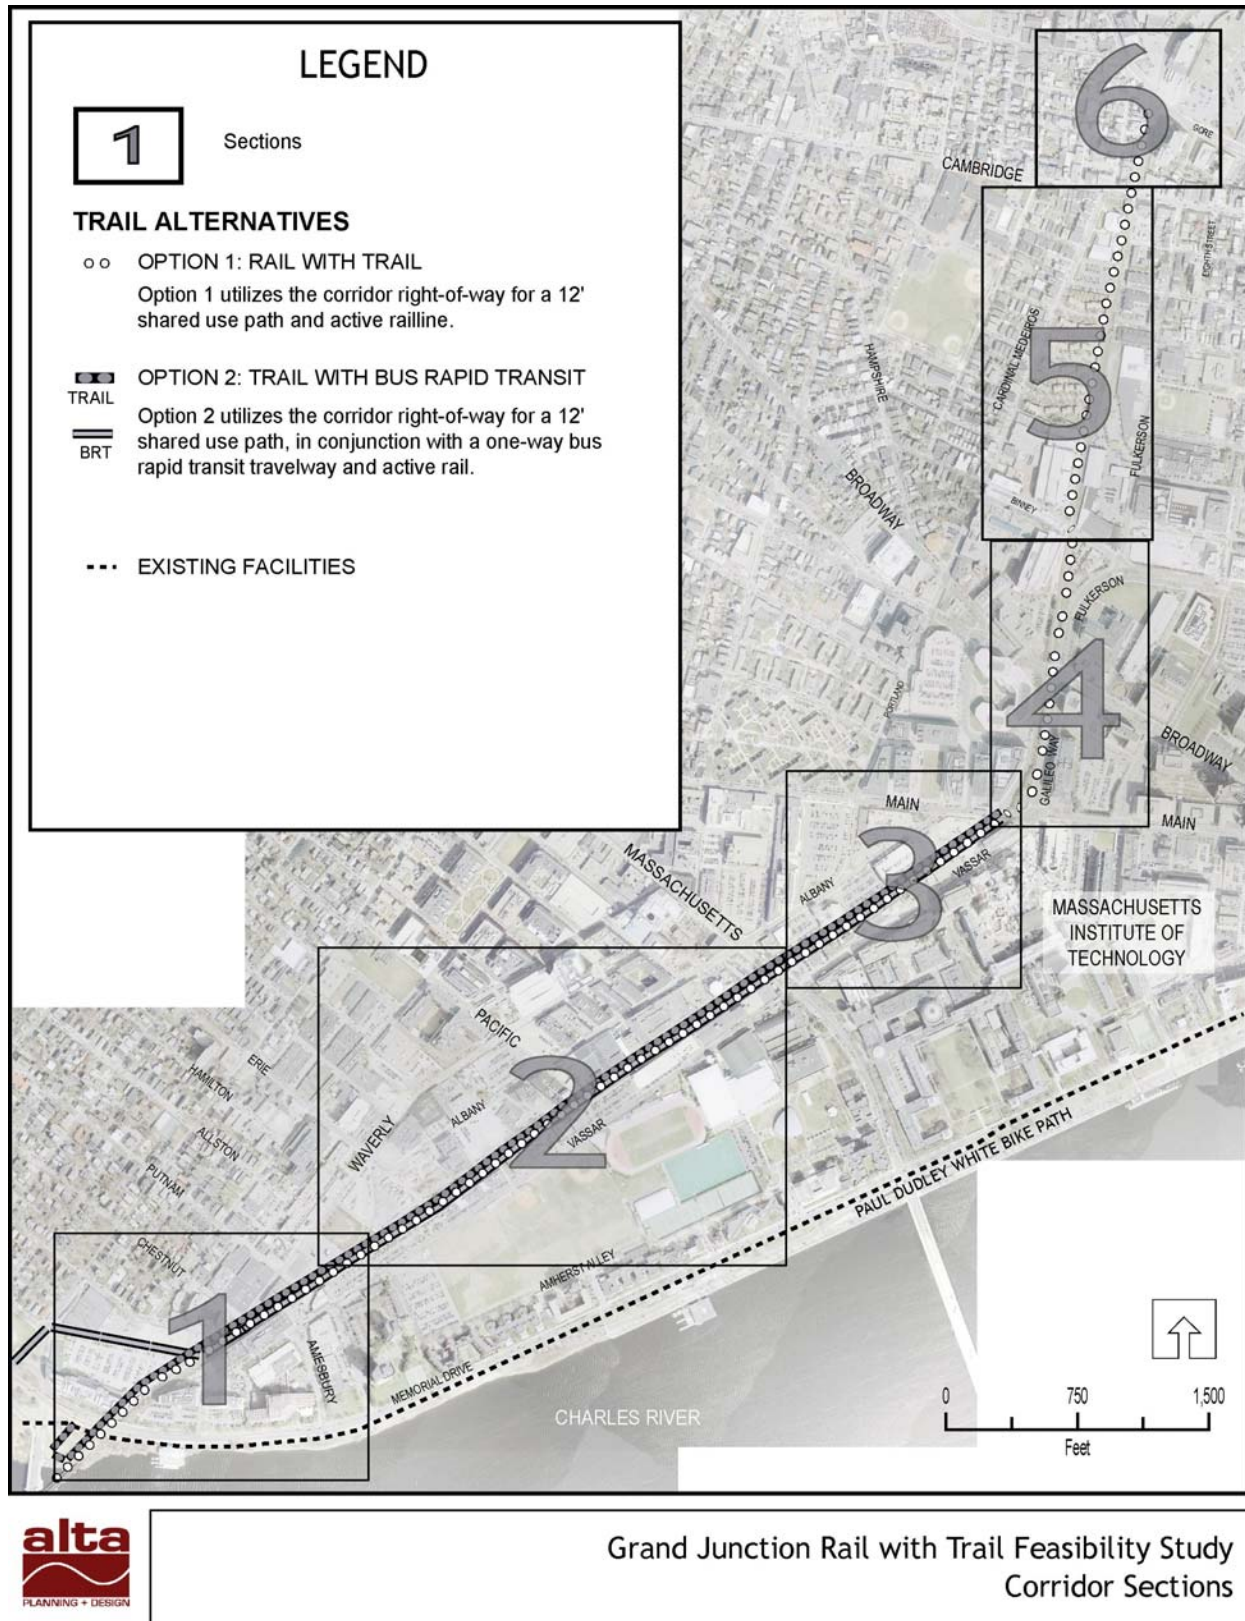 LEGEND
1
Sections
TRAIL ALTERNATIVES
OPTION 1: RAIL WITH TRAIL
Option 1 utilizes the corridor right-of-way for a 12'
shared use path and active railline.
OPTION 2: TRAIL WITH BUS RAPID TRANSIT
TRAIL
Option 2 utilizes the corridor right-of-way for a 12'
shared use path, in conjunction with a one-way bus
rapid transit travelway and active rail.
BRT
EXISTING FACILITIES
6
GORE
CAMBRIDGE
EIGHTH STREET
5
CARDINAL MEDEIROS
HAMPSHIRE
FULKERSON
BROADWAY
BINNEY
FULKERSON
4
PORTLAND
BROADWAY
GALILEO WAY
MAIN
MAIN
3
MASSACHUSETTS
VASSAR
ALBANY
MASSACHUSETTS
INSTITUTE OF
TECHNOLOGY
PACIFIC
2
ERIE
HAMILTON
ALBANY
VASSAR
WAVERLY
ALLSTON
PUTNAM
PAUL DUDLEY WHITE BIKE PATH
CHESTNUT
AMHERST ALLEY
1
AMESBURY
MEMORIAL DRIVE
CHARLES RIVER
0 750 1,500
Feet
alta
PLANNING + DESIGN
Grand Junction Rail with Trail Feasibility Study
Corridor Sections